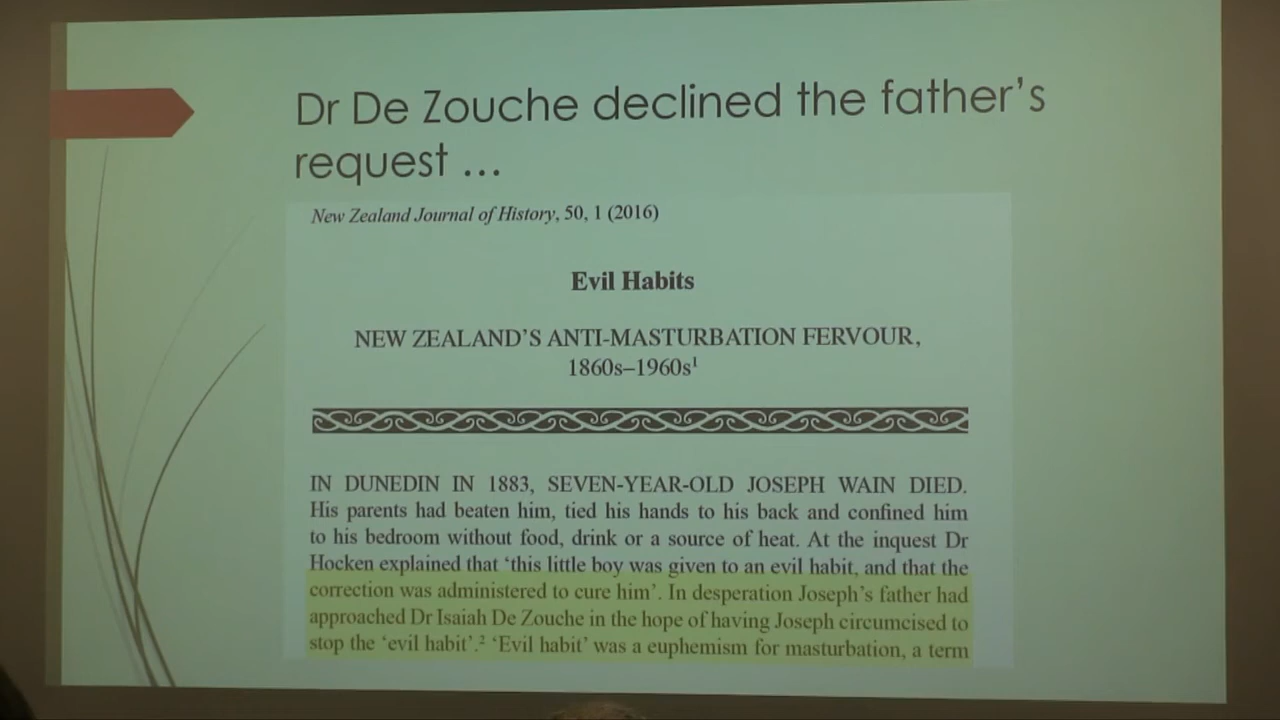 Dr De Zouche declined the father’s
request ...
New Zealand Journal of History, 50, 1 (2016)
Evil Habits
NEW ZEALAND’S ANTI-MASTURBATION FERVOUR,
1860s–1960s¹
IN DUNEDIN IN 1883, SEVEN-YEAR-OLD JOSEPH WAIN DIED.
His parents had beaten him, tied his hands to his back and confined him
to his bedroom without food, drink or a source of heat. At the inquest Dr
Hocken explained that ‘this little boy was given to an evil habit, and that the
correction was administered to cure him’. In desperation Joseph’s father had
approached Dr Isaiah De Zouche in the hope of having Joseph circumcised to
stop the ‘evil habit’.² ‘Evil habit’ was a euphemism for masturbation, a term